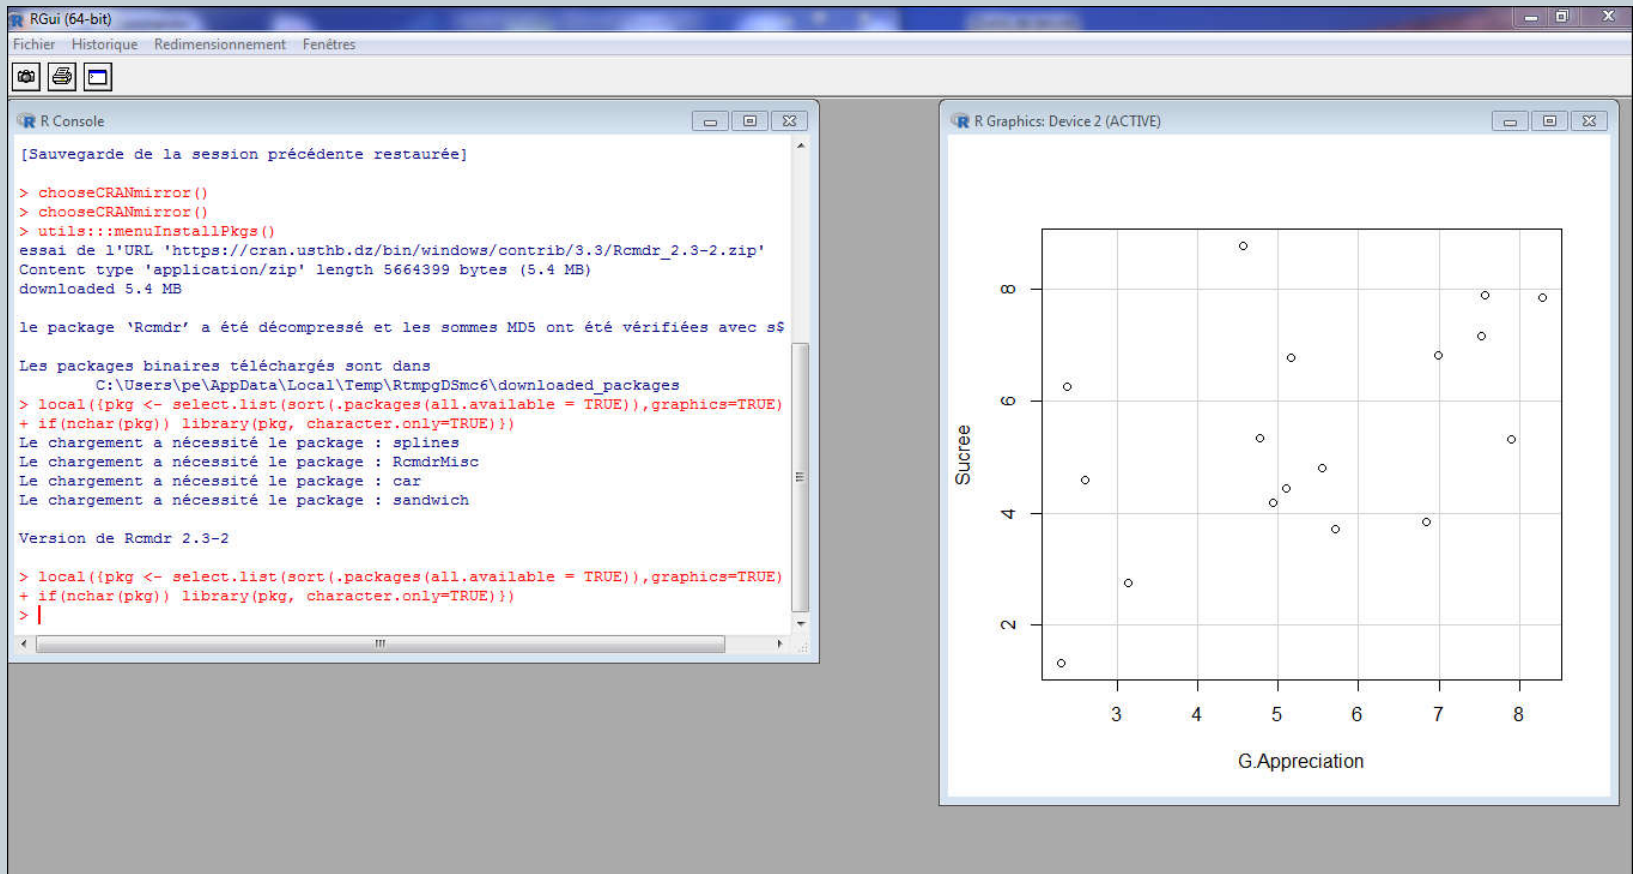 RGui (64-bit)
Fichier Historique Redimensionnement Fenêtres
R Console
[Sauvegarde de la session précédente restaurée]
> chooseCRANmirror()
> chooseCRANmirror()
> utils:::menuInstallPkgs()
essai de l'URL 'https://cran.usthb.dz/bin/windows/contrib/3.3/Rcmdr_2.3-2.zip'
Content type 'application/zip' length 5664399 bytes (5.4 MB)
downloaded 5.4 MB
le package ‘Rcmdr’ a été décompressé et les sommes MD5 ont été vérifiées avec s$
Les packages binaires téléchargés sont dans
C:\Users\pe\AppData\Local\Temp\RtmpgDSmc6\downloaded_packages
> local({pkg <- select.list(sort(.packages(all.available = TRUE)),graphics=TRUE)
+ if(nchar(pkg)) library(pkg, character.only=TRUE)})
Le chargement a nécessité le package : splines
Le chargement a nécessité le package : RcmdrMisc
Le chargement a nécessité le package : car
Le chargement a nécessité le package : sandwich
Version de Rcmdr 2.3-2
> local({pkg <- select.list(sort(.packages(all.available = TRUE)),graphics=TRUE)
+ if(nchar(pkg)) library(pkg, character.only=TRUE)})
>
R Graphics: Device 2 (ACTIVE)
8
6
4
2
Sucree
3 4 5 6 7 8
G.Appreciation